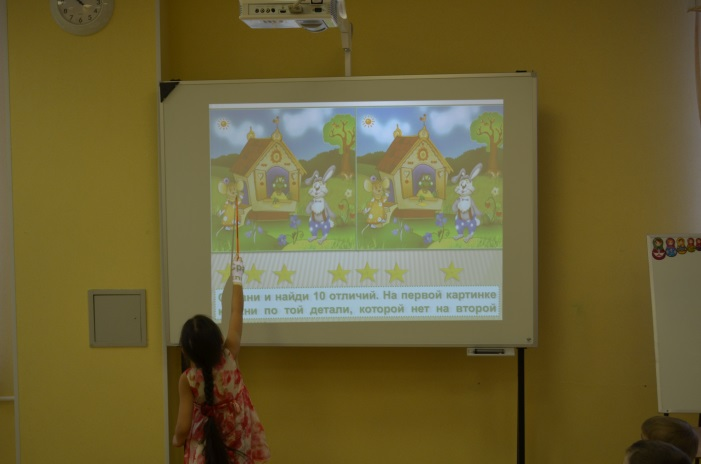 и найди 10 отличий. На первой картинке
по той детали, которой нет на второй